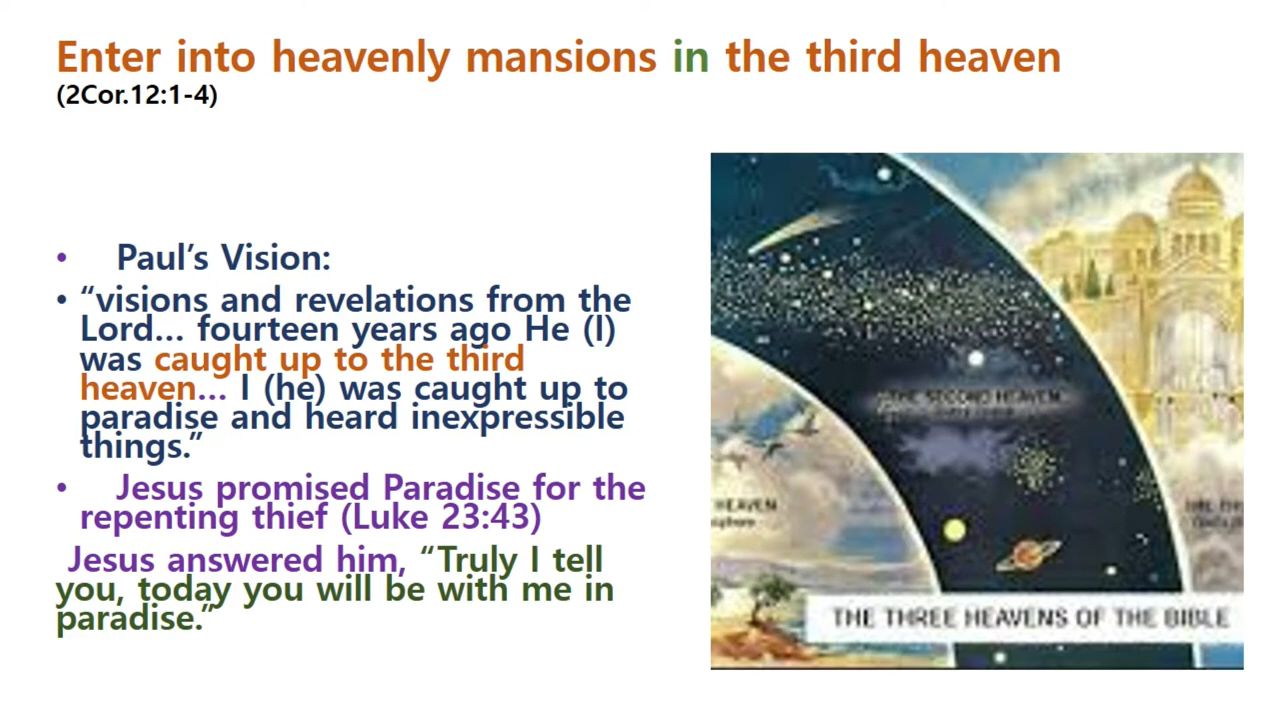 Enter into heavenly mansions in the third heaven
(2Cor.12:1-4)
• Paul’s Vision:
• “visions and revelations from the
Lord... fourteen years ago He (I)
was caught up to the third
heaven... I (he) was caught up to
paradise and heard inexpressible
things.”
• Jesus promised Paradise for the
repenting thief (Luke 23:43)
Jesus answered him, “Truly I tell
you, today you will be with me in
paradise.”
THE SECOND HEAVEN
HEAVEN
THE THREE HEAVENS OF THE BIBLE